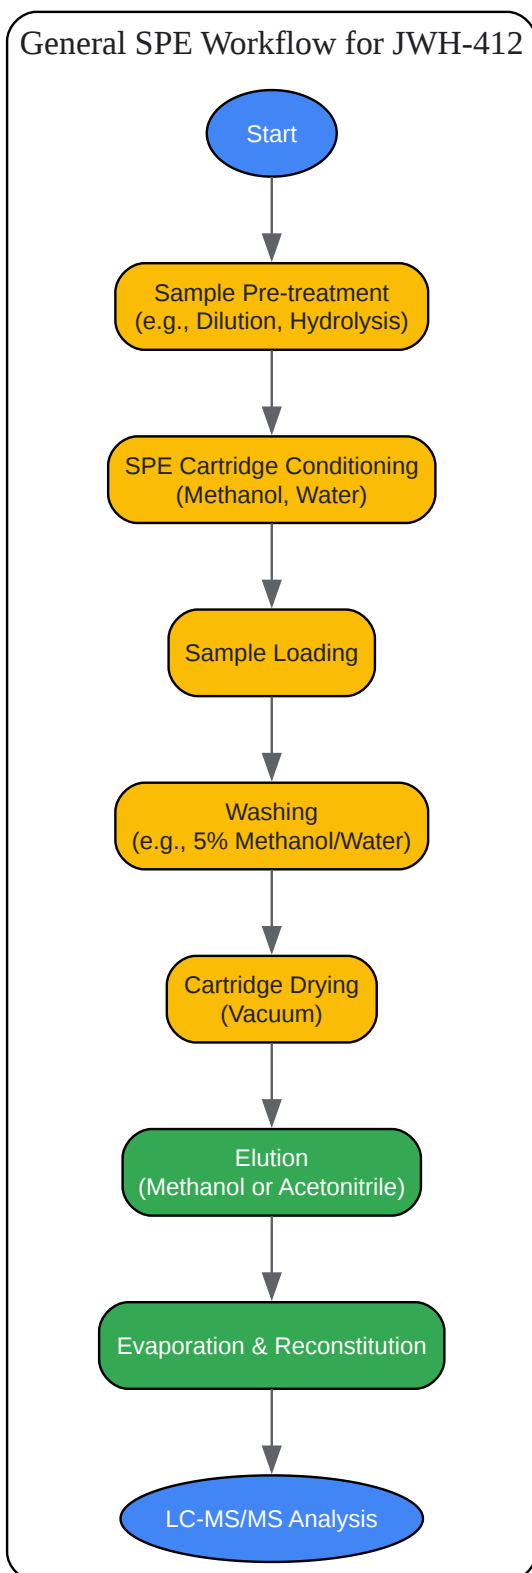 General SPE Workflow for JWH-412
Start
Sample Pre-treatment
(e.g., Dilution, Hydrolysis)
SPE Cartridge Conditioning
(Methanol, Water)
Sample Loading
Washing
(e.g., 5% Methanol/Water)
Cartridge Drying
(Vacuum)
Elution
(Methanol or Acetonitrile)
Evaporation & Reconstitution
LC-MS/MS Analysis